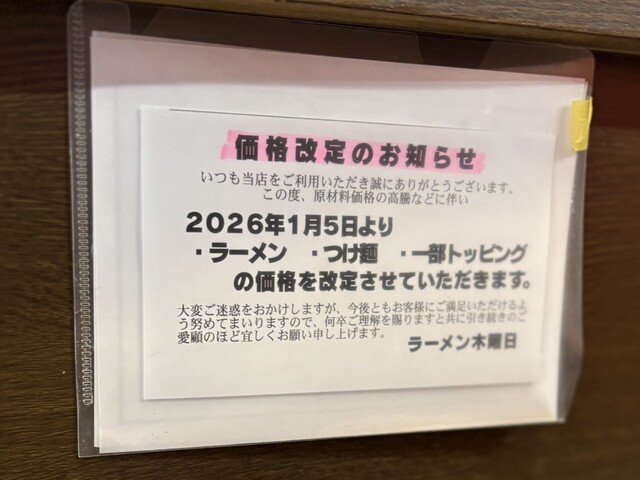 価格改定のお知らせ
いつも当店をご利用いただき誠にありがとうございます。
この度、原材料価格の高騰などに伴い
2026年1月5日より
・ラーメン　・つけ麺　・一部トッピング
の価格を改定させていただきます。
大変ご迷惑をおかけしますが、今後ともお客様にご満足いただけるよ
う努めてまいりますので、何卒ご理解を賜りますと共に引き続きのご
愛顧のほど宜しくお願い申し上げます。
ラーメン木曜日